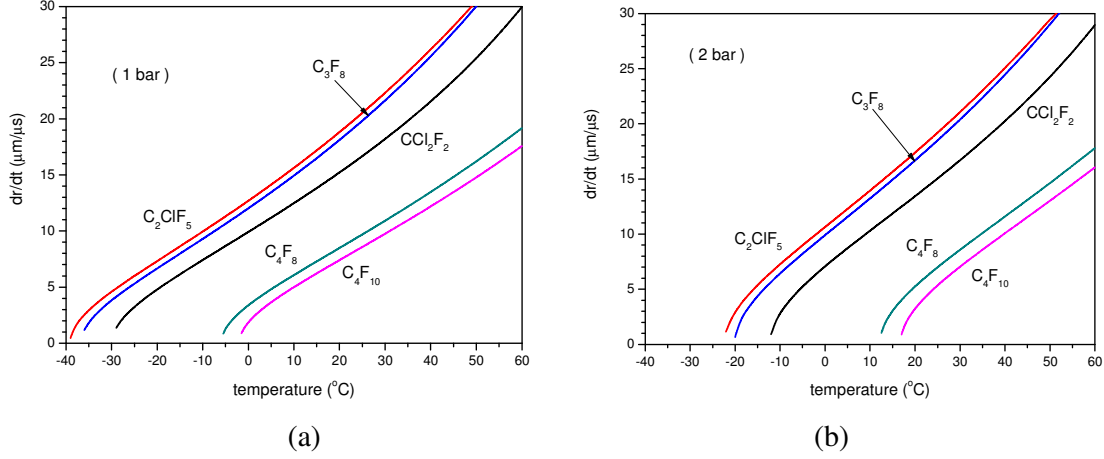 30
25
20
15
10
5
0
dr/dt (μm/μs)
( 1 bar )
C₃F₈
CCl₂F₂
C₂ClF₅
C₄F₈
C₄F₁₀
-40 -30 -20 -10 0 10 20 30 40 50 60
temperature (°C)
(a)
30
25
20
15
10
5
0
dr/dt (μm/μs)
( 2 bar )
C₃F₈
CCl₂F₂
C₂ClF₅
C₄F₈
C₄F₁₀
-40 -30 -20 -10 0 10 20 30 40 50 60
temperature (°C)
(b)